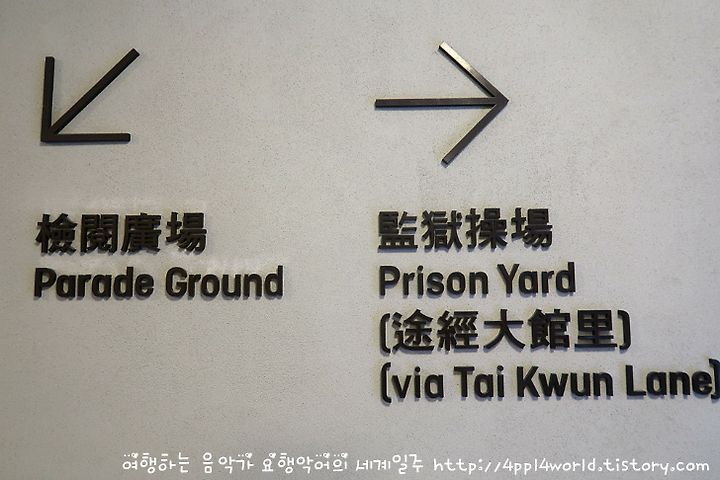 檢閱廣場
Parade Ground
監獄操場
Prison Yard
(途經大館里)
(via Tai Kwun Lane)
여행하는 음악가 요행악어의 세계일주 http://4ppl4world.tistory.com